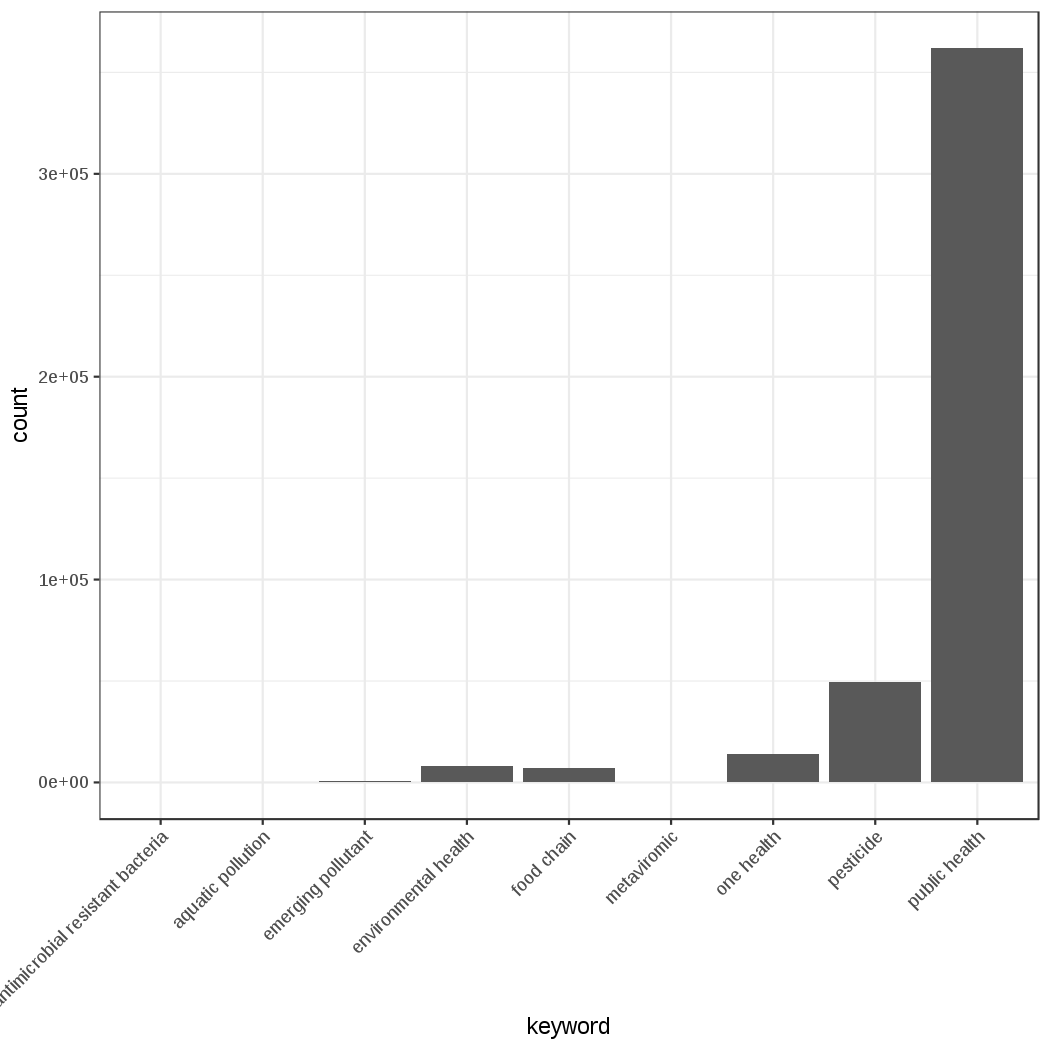 3e+05
2e+05
1e+05
0e+00
count
ntimicrobial resistant bacteria
aquatic pollution
emerging pollutant
environmental health
food chain
metaviromic
one health
pesticide
public health
keyword